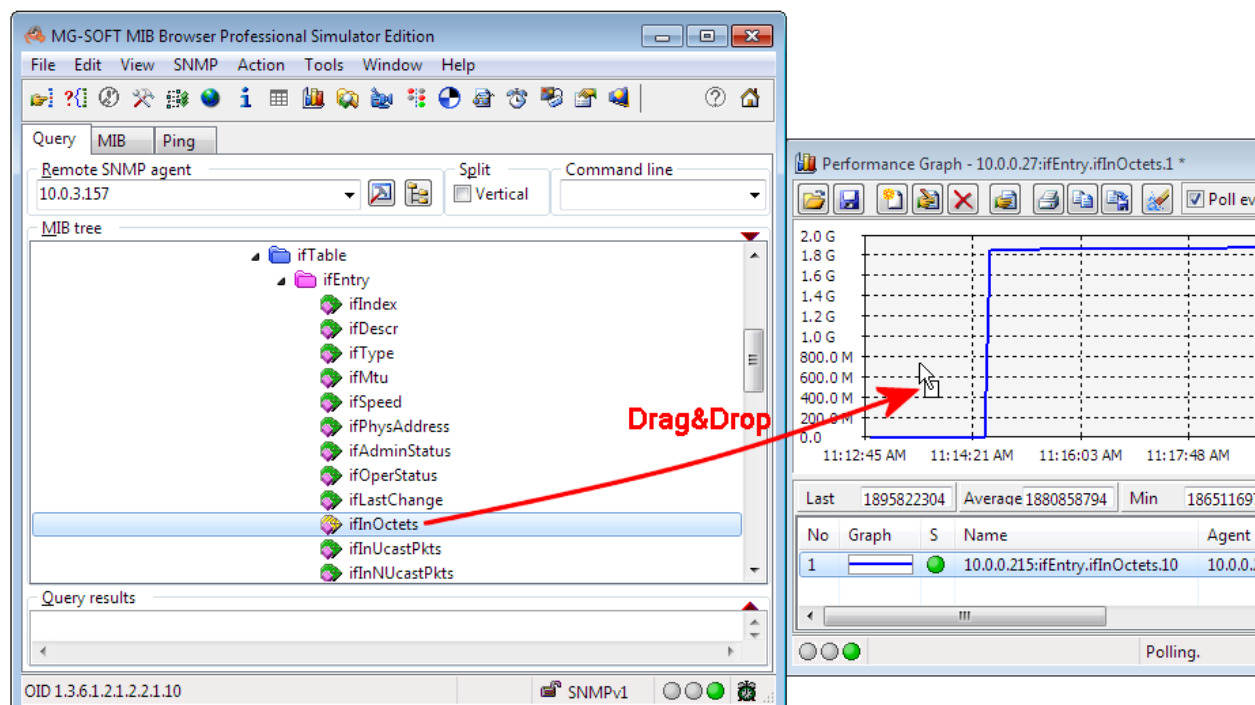 MG-SOFT MIB Browser Professional Simulator Edition
File Edit View SNMP Action Tools Window Help
Query MIB Ping
Remote SNMP agent
Split
Command line
10.0.3.157
Vertical
MIB tree
ifTable
ifEntry
ifIndex
ifDescr
ifType
ifMtu
ifSpeed
ifPhysAddress
ifAdminStatus
ifOperStatus
ifLastChange
ifInOctets
ifInUcastPkts
ifInNUcastPkts
Query results
OID 1.3.6.1.2.1.2.2.1.10
SNMPv1
Drag&Drop
Performance Graph - 10.0.0.27:ifEntry.ifInOctets.1 *
Poll ev
2.0 G
1.8 G
1.6 G
1.4 G
1.2 G
1.0 G
800.0 M
600.0 M
400.0 M
200.0 M
0.0
11:12:45 AM 11:14:21 AM 11:16:03 AM 11:17:48 AM
Last 1895822304 Average 1880858794 Min 18651169
No Graph S Name Agent
1 10.0.0.215:ifEntry.ifInOctets.10 10.0.0.
Polling.